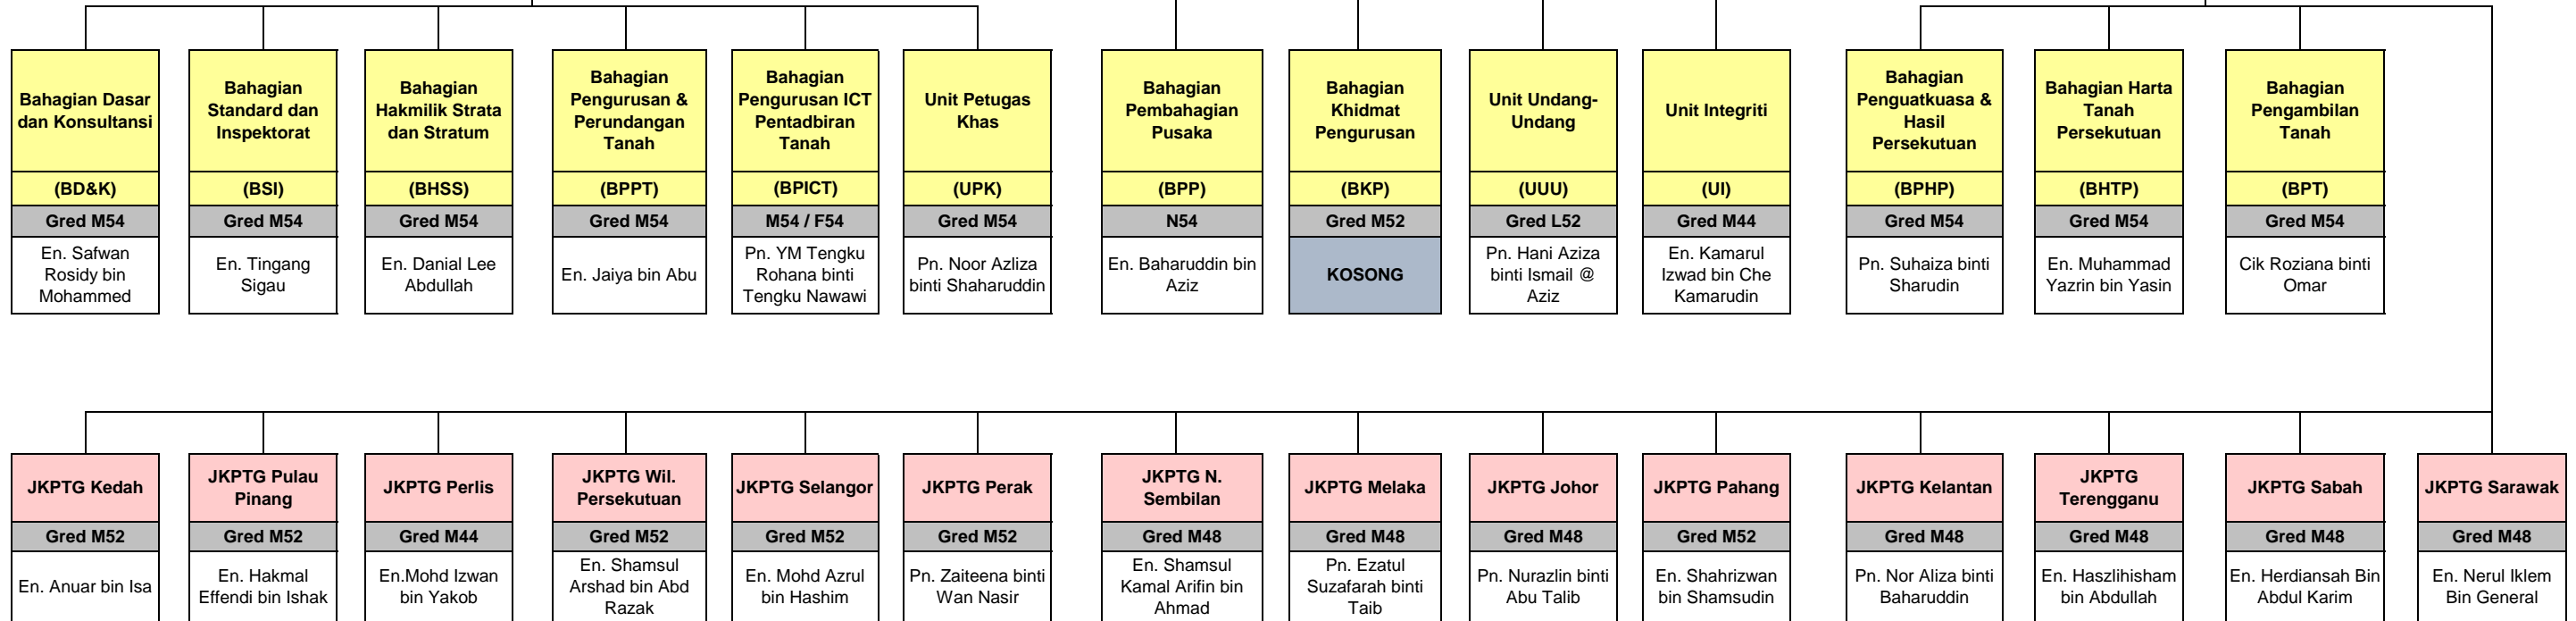 Bahagian Dasar
dan Konsultansi
(BD&K)
Gred M54
En. Safwan
Rosidy bin
Mohammed
Bahagian
Standard dan
Inspektorat
(BSI)
Gred M54
En. Tingang
Sigau
Bahagian
Hakmilik Strata
dan Stratum
(BHSS)
Gred M54
En. Danial Lee
Abdullah
Bahagian
Pengurusan &
Perundangan
Tanah
(BPPT)
Gred M54
En. Jaiya bin Abu
Bahagian
Pengurusan ICT
Pentadbiran
Tanah
(BPICT)
M54 / F54
Pn. YM Tengku
Rohana binti
Tengku Nawawi
Unit Petugas
Khas
(UPK)
Gred M54
Pn. Noor Azliza
binti Shaharuddin
Bahagian
Pembahagian
Pusaka
(BPP)
N54
En. Baharuddin bin
Aziz
Bahagian
Khidmat
Pengurusan
(BKP)
Gred M52
KOSONG
Unit Undang-
Undang
(UUU)
Gred L52
Pn. Hani Aziza
binti Ismail @
Aziz
Unit Integriti
(UI)
Gred M44
En. Kamarul
Izwad bin Che
Kamarudin
Bahagian
Penguatkuasa &
Hasil
Persekutuan
(BPHP)
Gred M54
Pn. Suhaiza binti
Sharudin
Bahagian Harta
Tanah
Persekutuan
(BHTP)
Gred M54
En. Muhammad
Yazrin bin Yasin
Bahagian
Pengambilan
Tanah
(BPT)
Gred M54
Cik Roziana binti
Omar
JKPTG Kedah
Gred M52
En. Anuar bin Isa
JKPTG Pulau
Pinang
Gred M52
En. Hakmal
Effendi bin Ishak
JKPTG Perlis
Gred M44
En.Mohd Izwan
bin Yakob
JKPTG Wil.
Persekutuan
Gred M52
En. Shamsul
Arshad bin Abd
Razak
JKPTG Selangor
Gred M52
En. Mohd Azrul
bin Hashim
JKPTG Perak
Gred M52
Pn. Zaiteena binti
Wan Nasir
JKPTG N.
Sembilan
Gred M48
En. Shamsul
Kamal Arifin bin
Ahmad
JKPTG Melaka
Gred M48
Pn. Ezatul
Suzafarah binti
Taib
JKPTG Johor
Gred M48
Pn. Nurazlin binti
Abu Talib
JKPTG Pahang
Gred M52
En. Shahrizwan
bin Shamsudin
JKPTG Kelantan
Gred M48
Pn. Nor Aliza binti
Baharuddin
JKPTG
Terengganu
Gred M48
En. Haszlihisham
bin Abdullah
JKPTG Sabah
Gred M48
En. Herdiansah Bin
Abdul Karim
JKPTG Sarawak
Gred M48
En. Nerul Iklem
Bin General